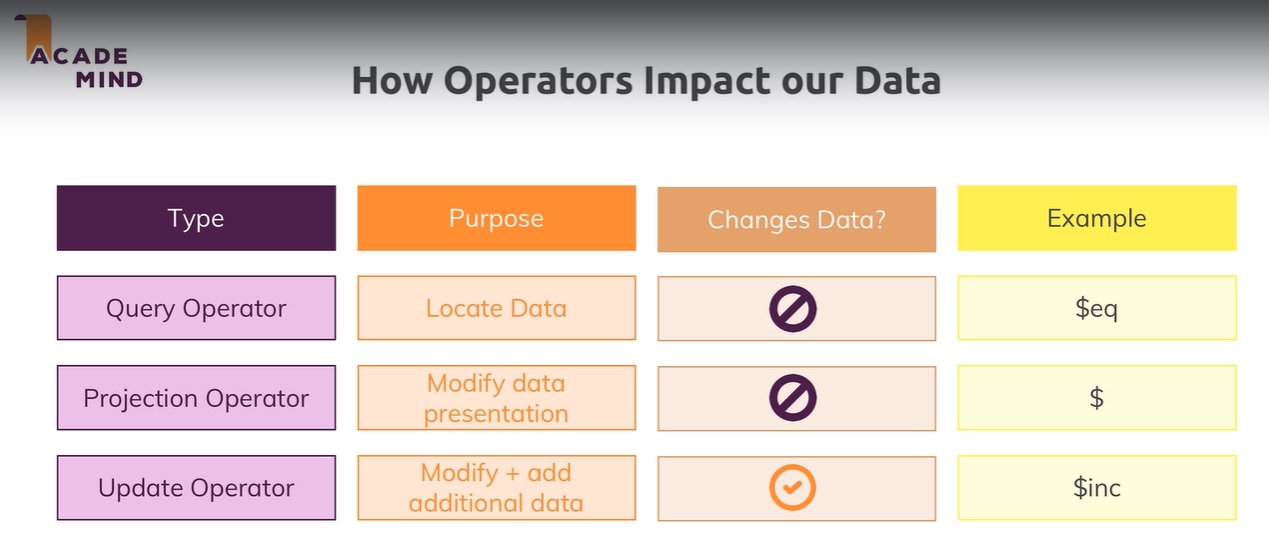 ACADE
MIND
How Operators Impact our Data
Type
Purpose
Changes Data?
Example
Query Operator
Locate Data
$eq
Projection Operator
Modify data
presentation
$
Update Operator
Modify + add
additional data
$inc